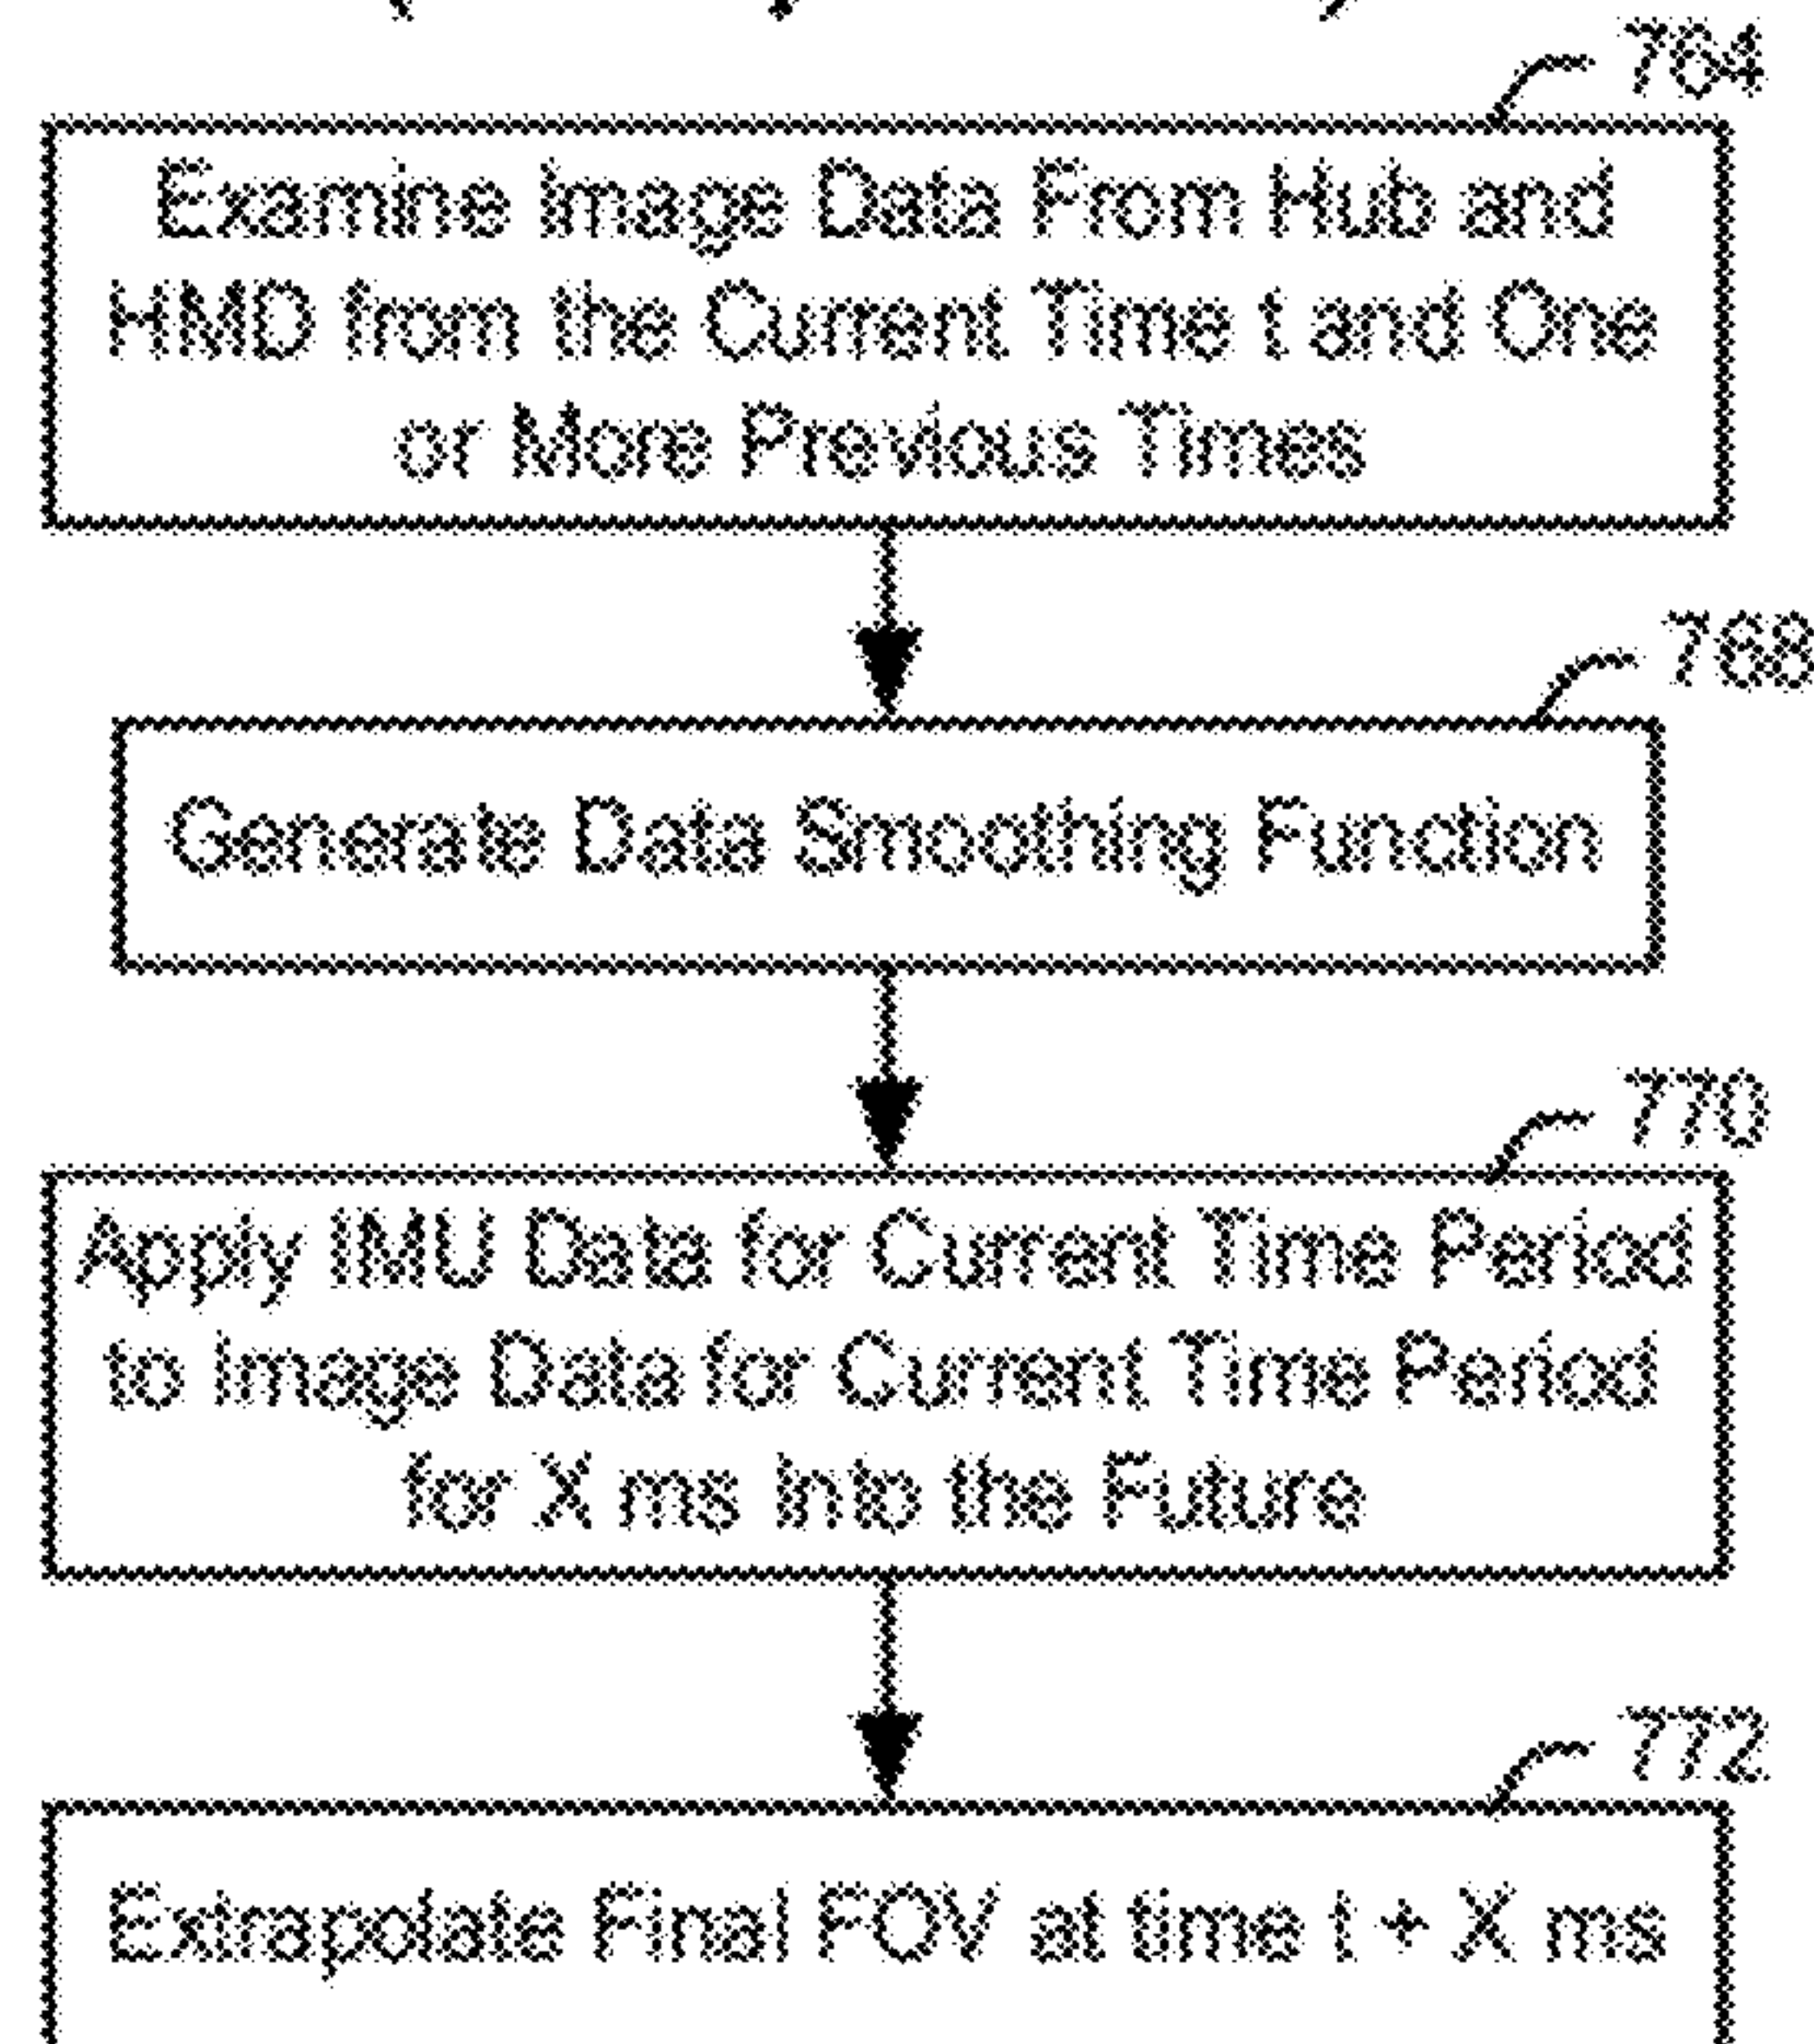 764
Examine Image Data From Hub and
HMD from the Current Time t and One
or More Previous Times
768
Generate Data Smoothing Function
770
Apply IMU Data for Current Time Period
to Image Data for Current Time Period
for X ms Into the Future
772
Extrapolate Final FOV at time t + X ms